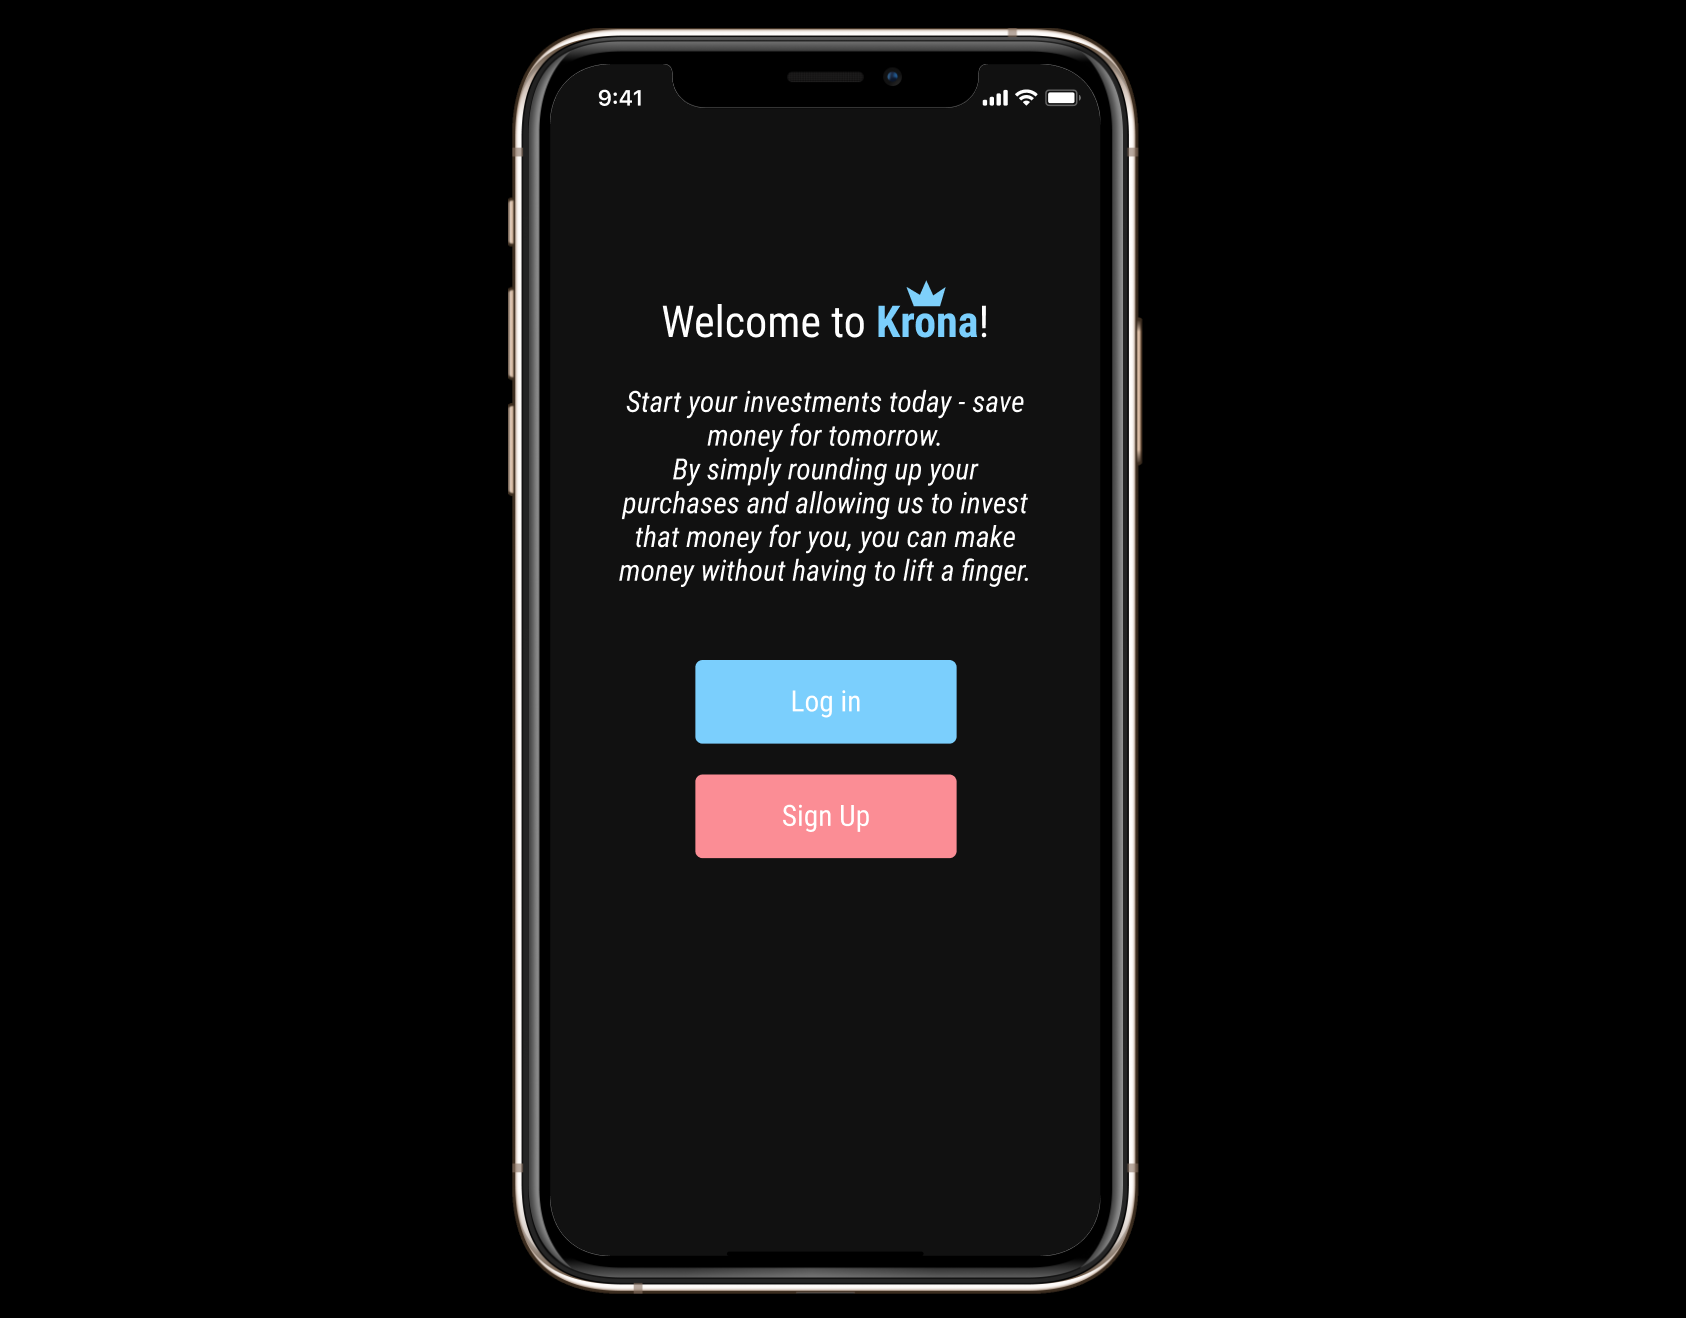 9:41
Welcome to Krona!
Start your investments today - save
money for tomorrow.
By simply rounding up your
purchases and allowing us to invest
that money for you, you can make
money without having to lift a finger.
Log in
Sign Up